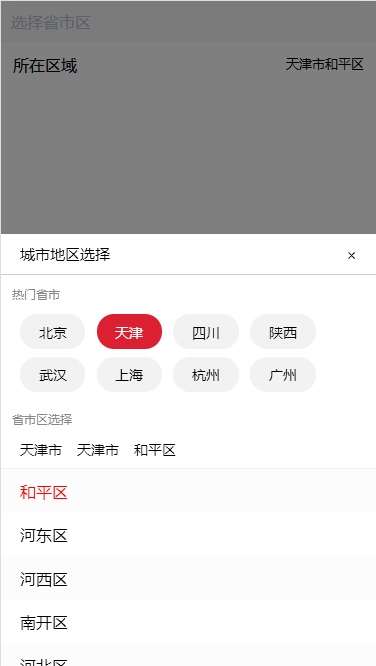 选择省市区
所在区域 天津市和平区
城市地区选择 ×
热门省市
北京 天津 四川 陕西
武汉 上海 杭州 广州
省市区选择
天津市 天津市 和平区
和平区
河东区
河西区
南开区
河北区